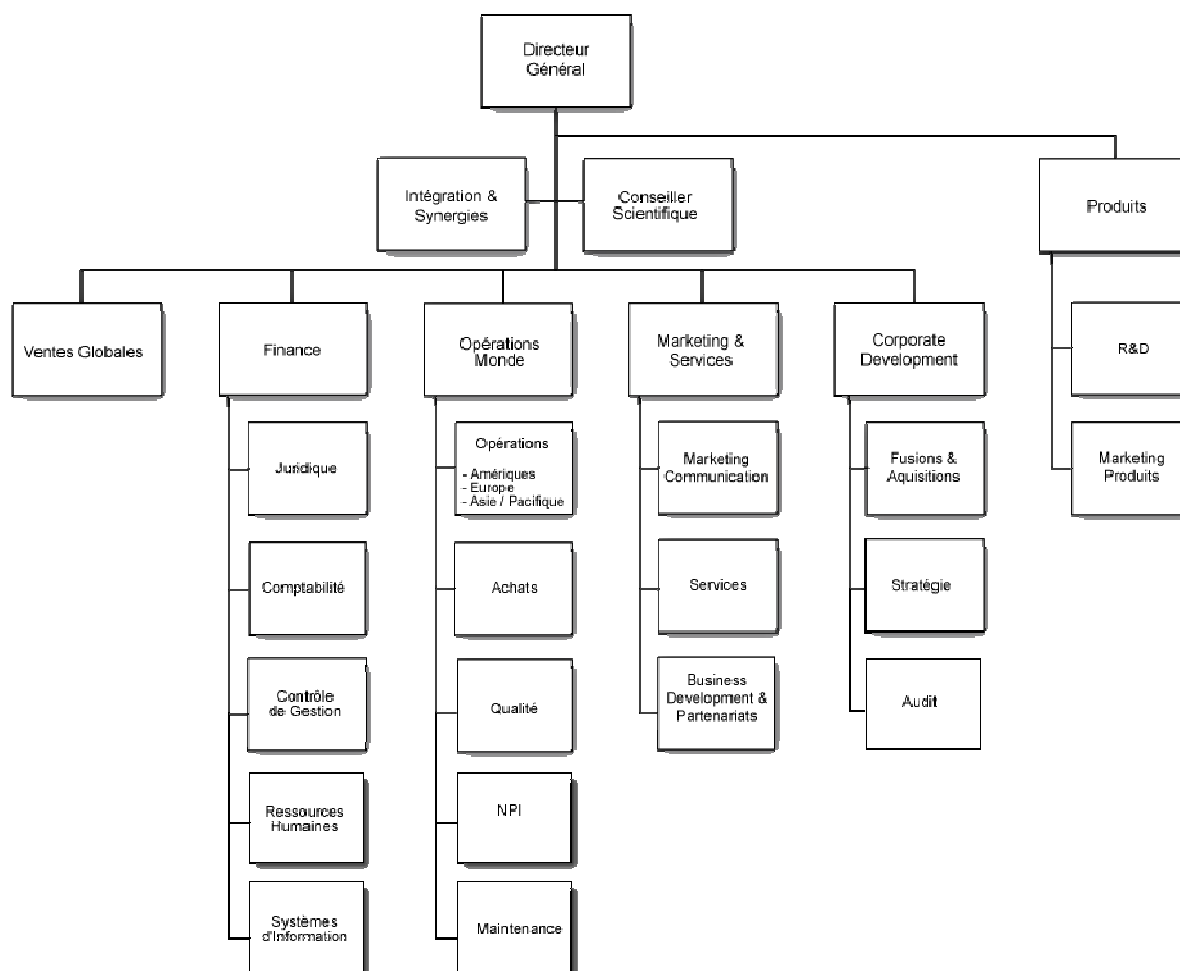 Directeur
Général
Intégration &
Synergies
Conseiller
Scientifique
Produits
Ventes Globales
Finance
Opérations
Monde
Marketing &
Services
Corporate
Development
R&D
Juridique
Opérations
- Amériques
- Europe
- Asie / Pacifique
Marketing
Communication
Fusions &
Aquisitions
Marketing
Produits
Comptabilité
Achats
Services
Stratégie
Contrôle
de Gestion
Qualité
Business
Development &
Partenariats
Audit
Ressources
Humaines
NPI
Systèmes
d'Information
Maintenance